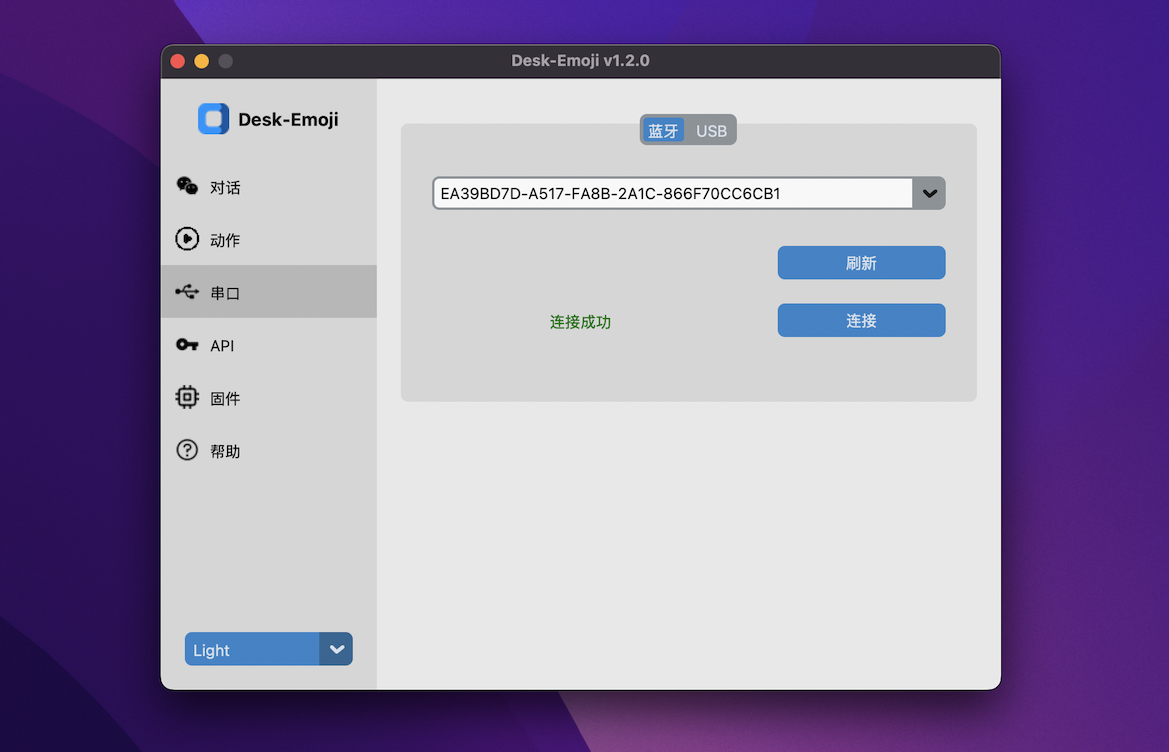 Desk-Emoji v1.2.0
Desk-Emoji
对话
动作
串口
API
固件
帮助
Light
蓝牙 USB
EA39BD7D-A517-FA8B-2A1C-866F70CC6CB1
刷新
连接成功
连接